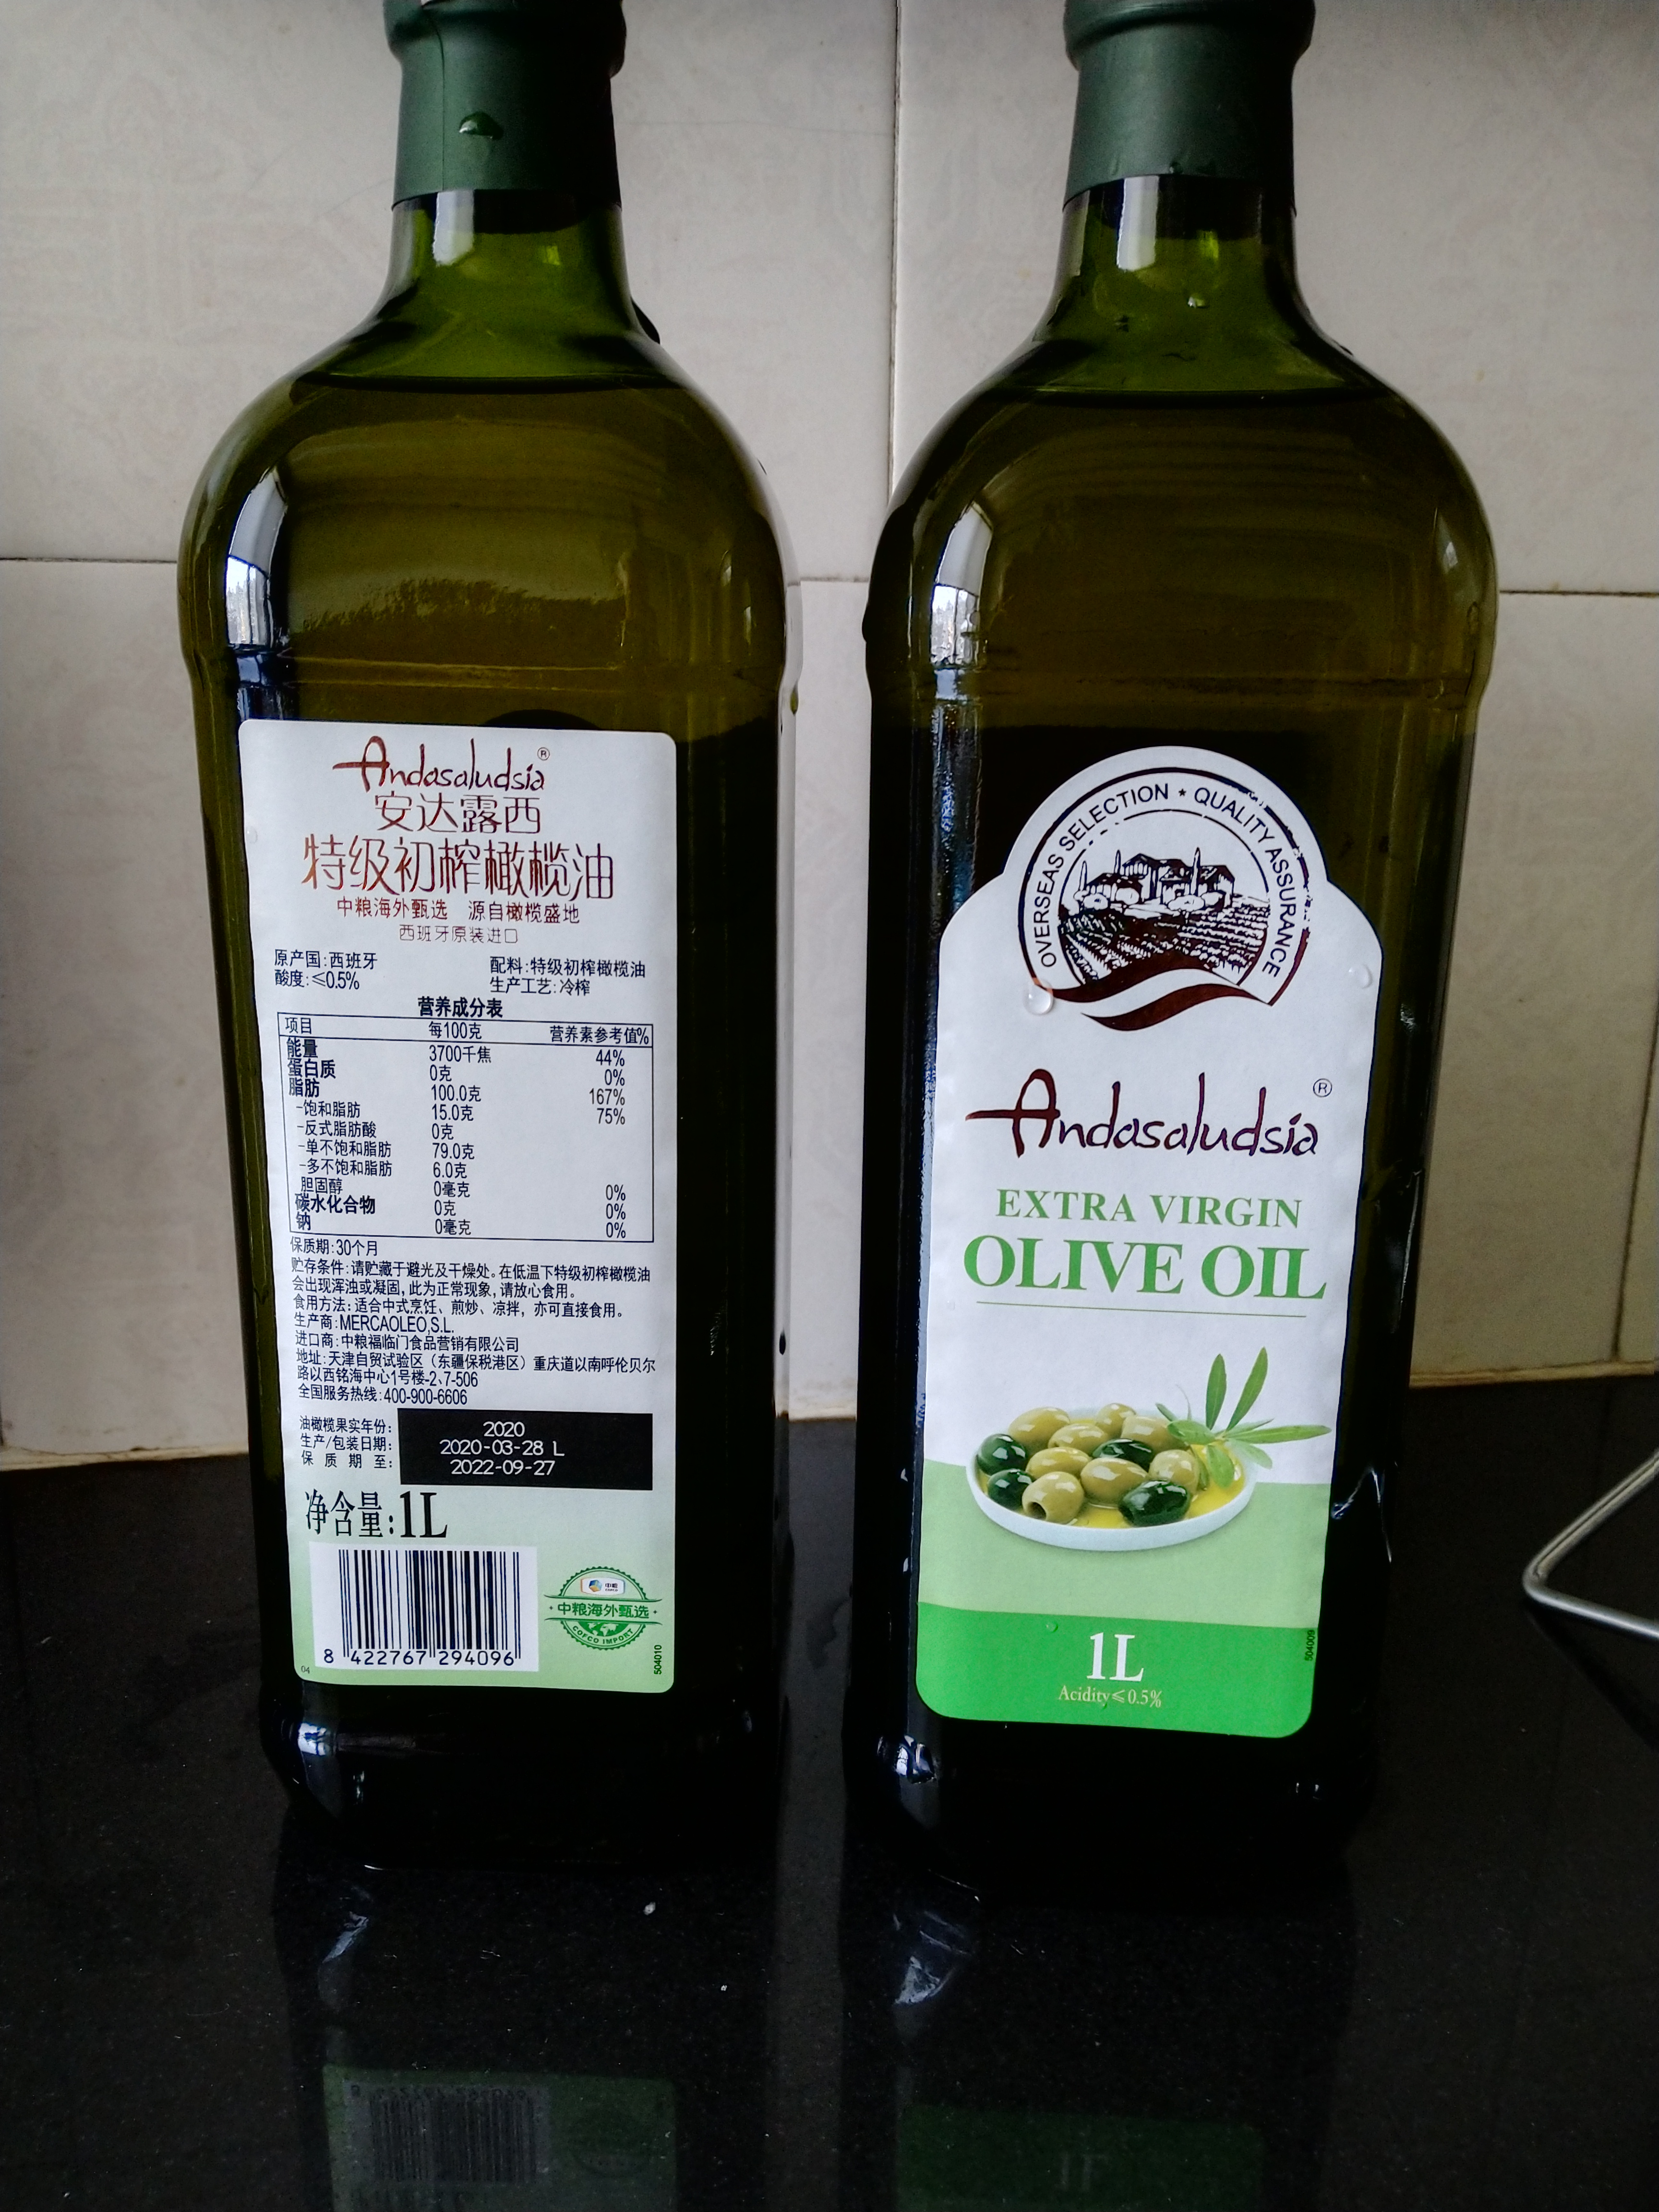 Andasaludsia®
安达露西
特级初榨橄榄油
中粮海外甄选 源自橄榄盛地
西班牙原装进口
原产国:西班牙 配料:特级初榨橄榄油
酸度:≤0.5% 生产工艺:冷榨
营养成分表
项目 每100克 营养素参考值%
能量 3700千焦 44%
蛋白质 0克 0%
脂肪 100.0克 167%
-饱和脂肪 15.0克 75%
-反式脂肪酸 0克
-单不饱和脂肪 79.0克
-多不饱和脂肪 6.0克
胆固醇 0毫克 0%
碳水化合物 0克 0%
钠 0毫克 0%
保质期:30个月
贮存条件:请贮藏于避光及干燥处。在低温下特级初榨橄榄油
会出现浑浊或凝固,此为正常现象,请放心食用。
食用方法:适合中式烹饪、煎炒、凉拌,亦可直接食用。
生产商:MERCAOLEO,S.L.
进口商:中粮福临门食品营销有限公司
地址:天津自贸试验区(东疆保税港区)重庆道以南呼伦贝尔
路以西铭海中心1号楼-2、7-506
全国服务热线:400-900-6606
油橄榄果实年份: 2020
生产/包装日期: 2020-03-28 L
保质期至: 2022-09-27
净含量:1L
8 422767 294096
中粮
中粮海外甄选
COFCO IMPORT
04
504010
OVERSEAS SELECTION ★ QUALITY ASSURANCE
Andasaludsia®
EXTRA VIRGIN
OLIVE OIL
1L
Acidity≤0.5%
504009